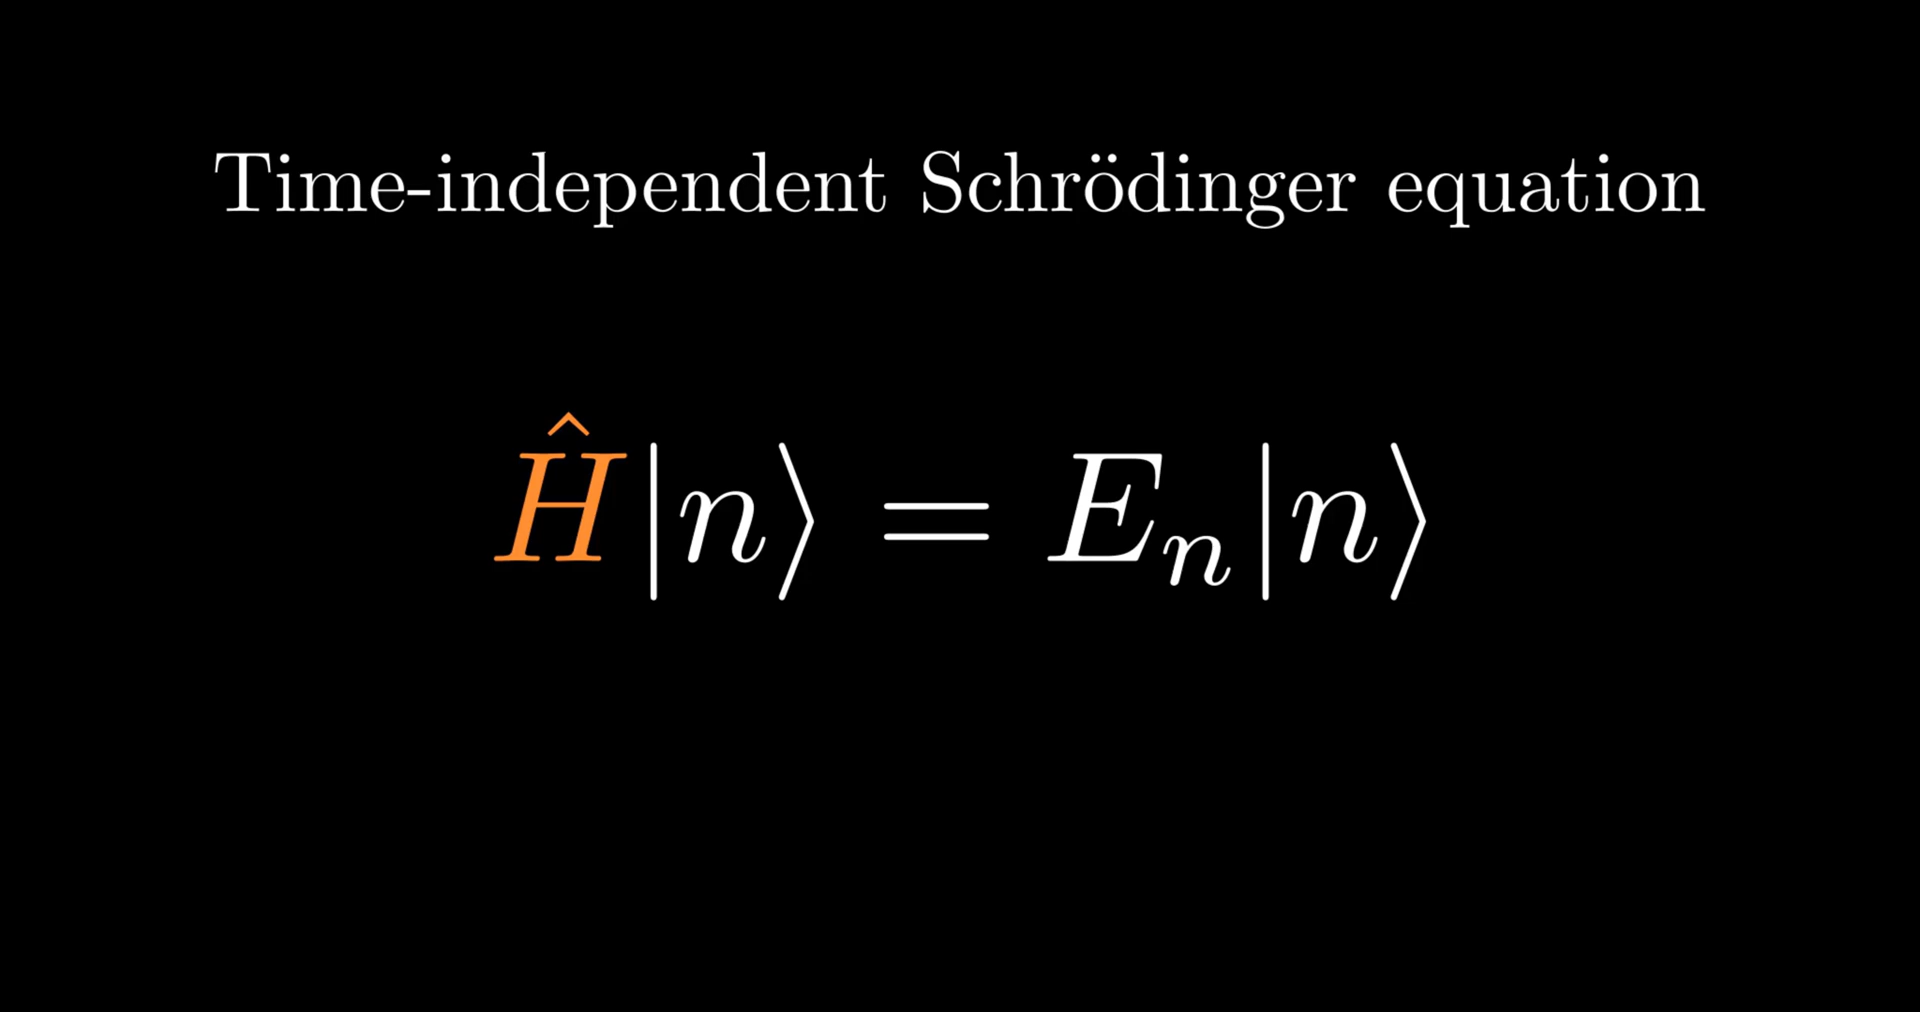 Time-independent Schrödinger equation
Ĥ|n⟩ = Eₙ|n⟩